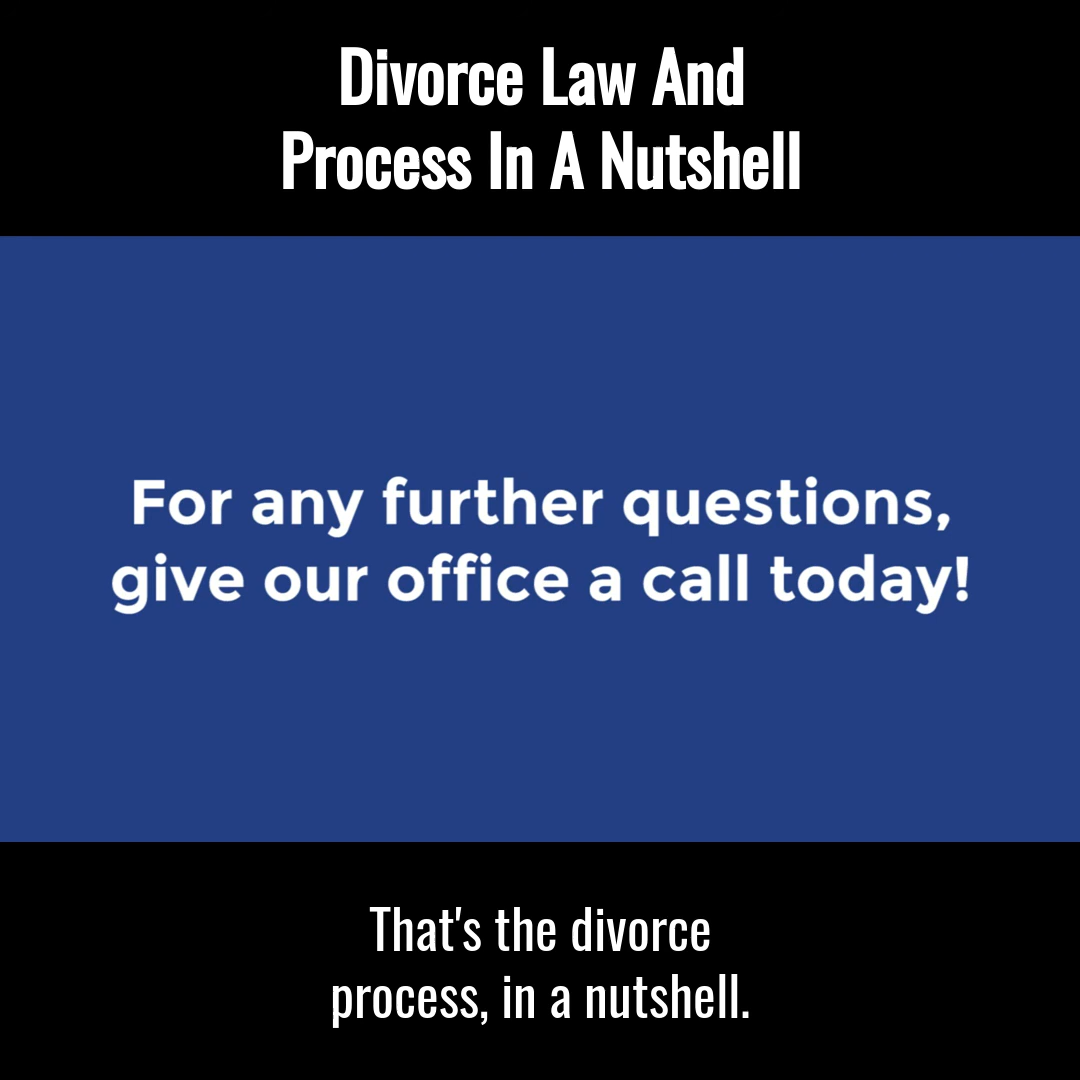 Divorce Law And
Process In A Nutshell
For any further questions,
give our office a call today!
That's the divorce
process, in a nutshell.